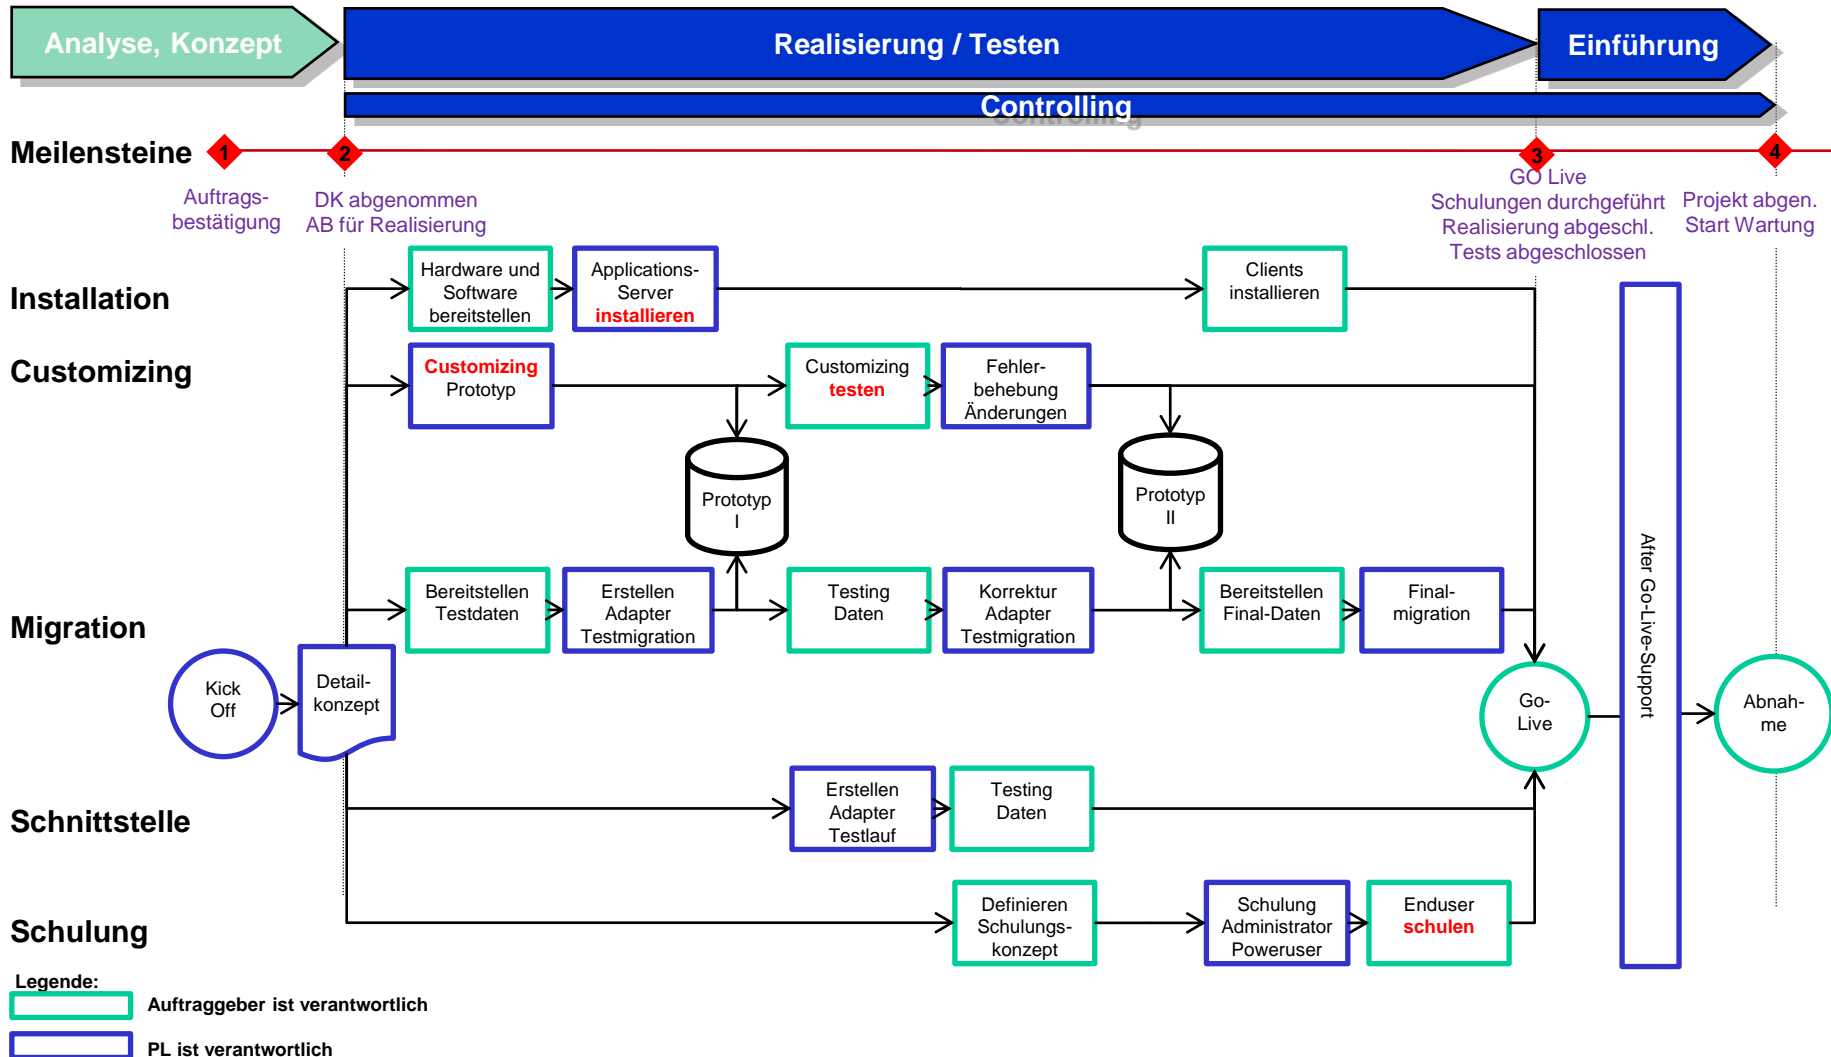 Analyse, Konzept
Realisierung / Testen
Einführung
Controlling
Meilensteine
1
2
3
4
Auftrags-
bestätigung
DK abgenommen
AB für Realisierung
GO Live
Schulungen durchgeführt
Realisierung abgeschl.
Tests abgeschlossen
Projekt abgen.
Start Wartung
Installation
Hardware und
Software
bereitstellen
Applications-
Server
installieren
Clients
installieren
Customizing
Customizing
Prototyp
Customizing
testen
Fehler-
behebung
Änderungen
Prototyp
I
Prototyp
II
Migration
Bereitstellen
Testdaten
Erstellen
Adapter
Testmigration
Testing
Daten
Korrektur
Adapter
Testmigration
Bereitstellen
Final-Daten
Final-
migration
Kick
Off
Detail-
konzept
Go-
Live
After Go-Live-Support
Abnah-
me
Schnittstelle
Erstellen
Adapter
Testlauf
Testing
Daten
Schulung
Definieren
Schulungs-
konzept
Schulung
Administrator
Poweruser
Enduser
schulen
Legende:
Auftraggeber ist verantwortlich
PL ist verantwortlich